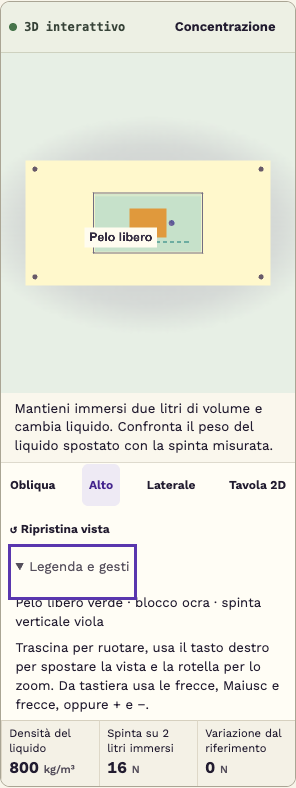 3D interattivo
Concentrazione
Pelo libero
Mantieni immersi due litri di volume e
cambia liquido. Confronta il peso del
liquido spostato con la spinta misurata.
Obliqua
Alto
Laterale
Tavola 2D
↺ Ripristina vista
▼ Legenda e gesti
Pelo libero verde · blocco ocra · spinta
verticale viola
Trascina per ruotare, usa il tasto destro
per spostare la vista e la rotella per lo
zoom. Da tastiera usa le frecce, Maiusc e
frecce, oppure + e −.
Densità del
liquido
800 kg/m³
Spinta su 2
litri immersi
16 N
Variazione dal
riferimento
0 N